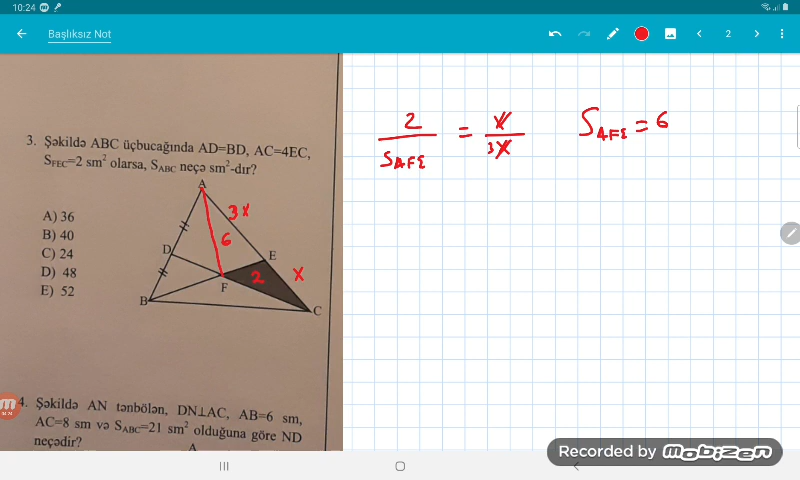 10:24
Başlıksız Not
2
3. Şəkildə ABC üçbucağında AD=BD, AC=4EC,
S_FEC=2 sm² olarsa, S_ABC neçə sm²-dır?
A) 36
B) 40
C) 24
D) 48
E) 52
A
3x
6
D
E
2
x
F
B
C
2 / S_AFE = x / 3x
S_AFE = 6
4. Şəkildə AN tənbölən, DN⊥AC, AB=6 sm,
AC=8 sm və S_ABC=21 sm² olduğuna görə ND
neçədir?
A
Recorded by mobizen